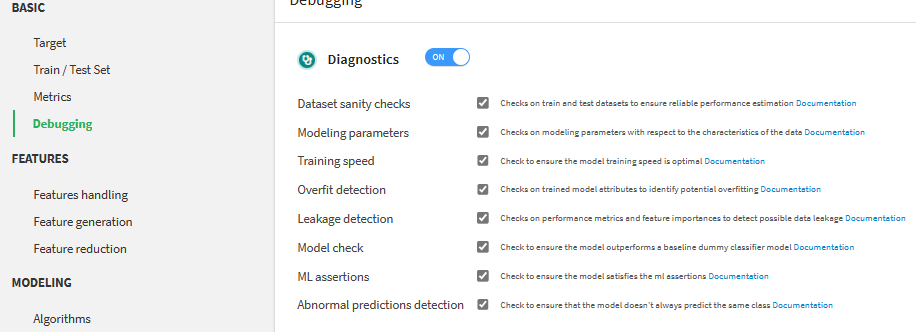 BASIC
Target
Train / Test Set
Metrics
Debugging
FEATURES
Features handling
Feature generation
Feature reduction
MODELING
Algorithms
Debugging
Diagnostics ON
Dataset sanity checks Checks on train and test datasets to ensure reliable performance estimation Documentation
Modeling parameters Checks on modeling parameters with respect to the characteristics of the data Documentation
Training speed Check to ensure the model training speed is optimal Documentation
Overfit detection Checks on trained model attributes to identify potential overfitting Documentation
Leakage detection Checks on performance metrics and feature importances to detect possible data leakage Documentation
Model check Check to ensure the model outperforms a baseline dummy classifier model Documentation
ML assertions Check to ensure the model satisfies the ml assertions Documentation
Abnormal predictions detection Check to ensure that the model doesn't always predict the same class Documentation